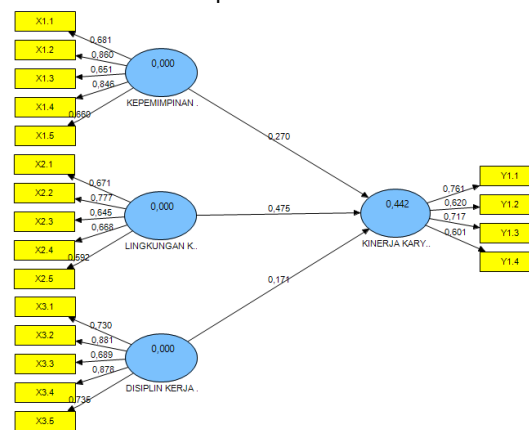 X1.1
0,681
X1.2
0,860
X1.3
0,651
X1.4
0,846
X1.5
0,660
0,000
KEPEMIMPINAN .
0,270
X2.1
0,671
X2.2
0,777
X2.3
0,645
X2.4
0,668
X2.5
0,592
0,000
LINGKUNGAN K..
0,475
X3.1
0,730
X3.2
0,881
X3.3
0,689
X3.4
0,878
X3.5
0,735
0,000
DISIPLIN KERJA .
0,171
0,442
KINERJA KARY..
0,761
Y1.1
0,620
Y1.2
0,717
Y1.3
0,601
Y1.4